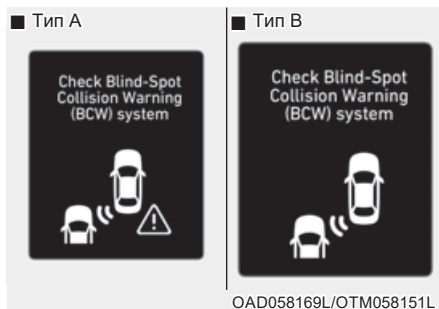 ■ Тип A
Check Blind-Spot
Collision Warning
(BCW) system
■ Тип B
Check Blind-Spot
Collision Warning
(BCW) system
OAD058169L/OTM058151L